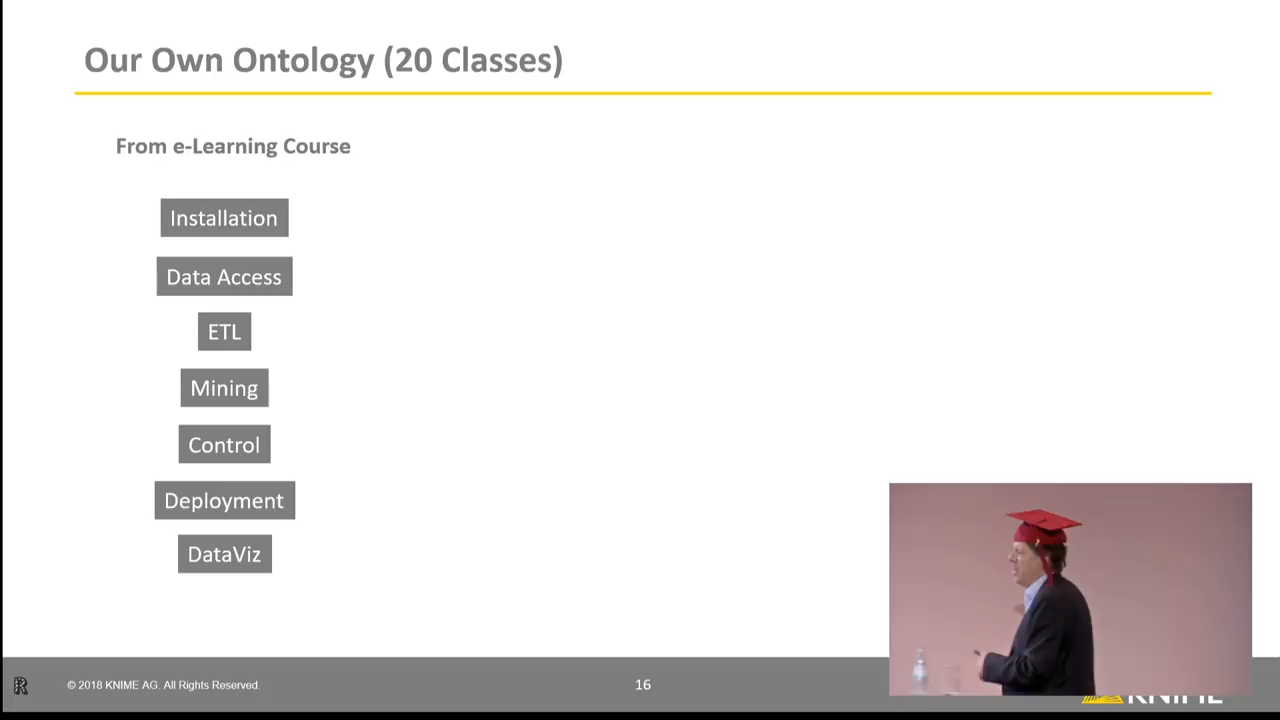 Our Own Ontology (20 Classes)
From e-Learning Course
Installation
Data Access
ETL
Mining
Control
Deployment
DataViz
© 2018 KNIME AG. All Rights Reserved.
16
KNIME